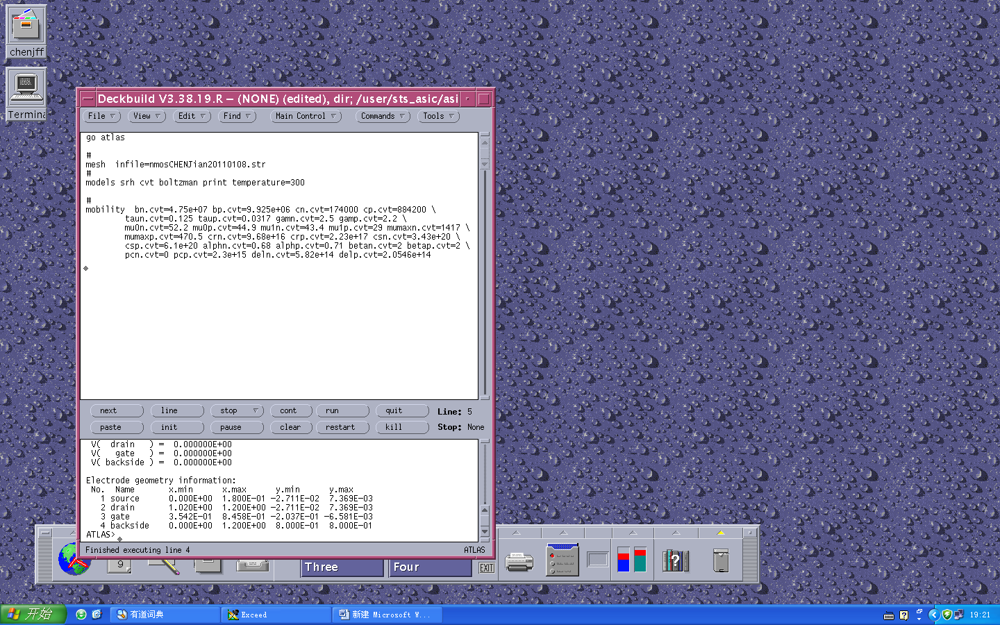 chenjff
Termina
Deckbuild V3.38.19.R – (NONE) (edited), dir; /user/sts_asic/asi
File View Edit Find Main Control Commands Tools
go atlas
#
mesh  infile=nmosCHENJian20110108.str
#
models srh cvt boltzman print temperature=300
#
mobility  bn.cvt=4.75e+07 bp.cvt=9.925e+06 cn.cvt=174000 cp.cvt=884200 \
taun.cvt=0.125 taup.cvt=0.0317 gamn.cvt=2.5 gamp.cvt=2.2 \
mu0n.cvt=52.2 mu0p.cvt=44.9 mu1n.cvt=43.4 mu1p.cvt=29 mumaxn.cvt=1417 \
mumaxp.cvt=470.5 crn.cvt=9.68e+16 crp.cvt=2.23e+17 csn.cvt=3.43e+20 \
csp.cvt=6.1e+20 alphn.cvt=0.68 alphp.cvt=0.71 betan.cvt=2 betap.cvt=2 \
pcn.cvt=0 pcp.cvt=2.3e+15 deln.cvt=5.82e+14 delp.cvt=2.0546e+14
next line stop cont run quit Line: 5
paste init pause clear restart kill Stop: None
V(  drain   ) =  0.000000E+00
V(   gate   ) =  0.000000E+00
V( backside ) =  0.000000E+00
Electrode geometry information:
No.  Name       x.min      x.max      y.min      y.max
1 source      0.000E+00  1.800E-01 -2.711E-02  7.369E-03
2 drain       1.020E+00  1.200E+00 -2.711E-02  7.369E-03
3 gate        3.542E-01  8.458E-01 -2.037E-01 -6.581E-03
4 backside    0.000E+00  1.200E+00  8.000E-01  8.000E-01
ATLAS>
Finished executing line 4 ATLAS
9 Three Four EXIT
开始 有道词典 Exceed 新建 Microsoft W... 19:21